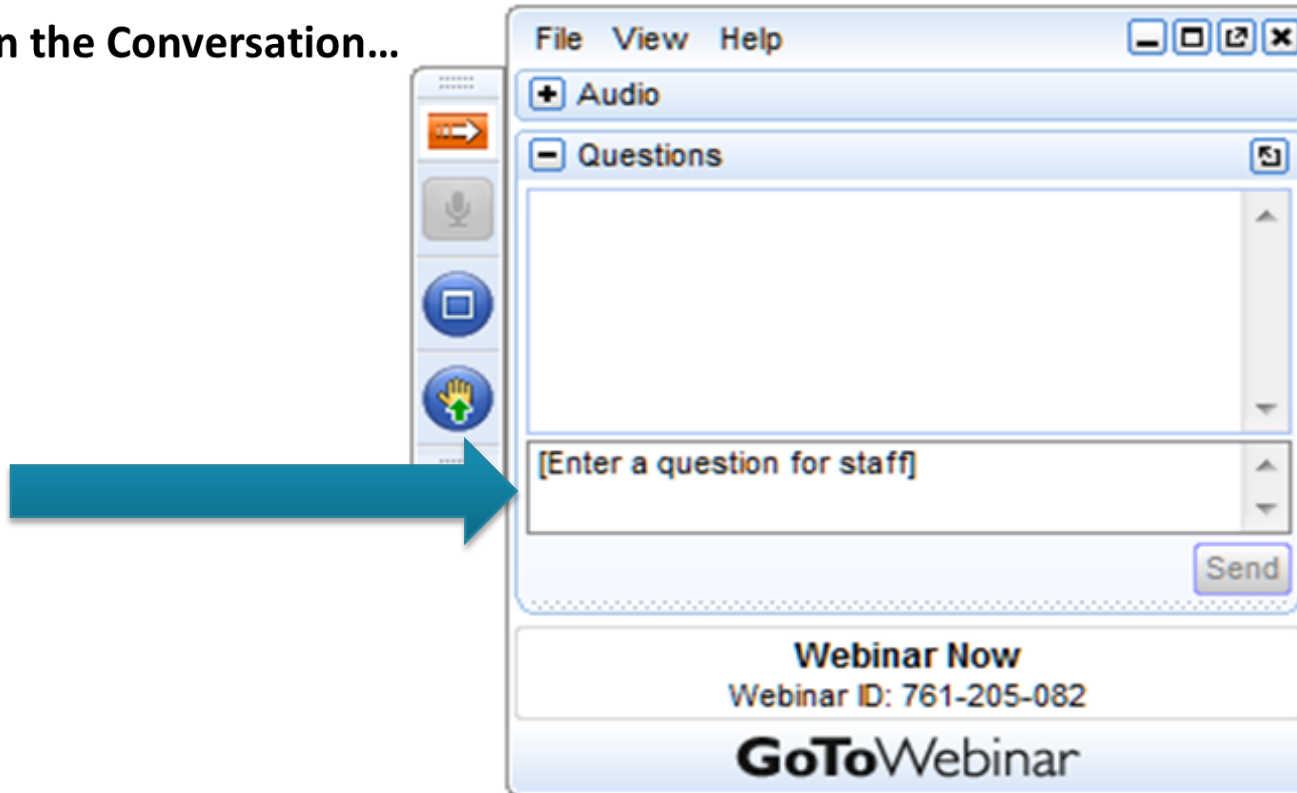 n the Conversation...
File View Help
Audio
Questions
[Enter a question for staff]
Send
Webinar Now
Webinar ID: 761-205-082
GoToWebinar